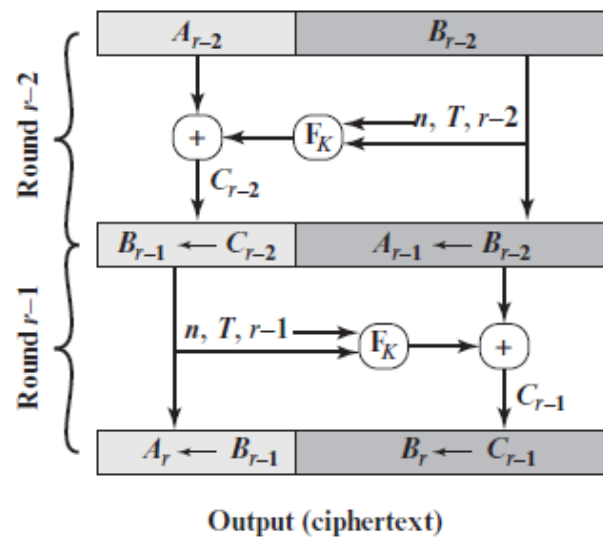 A_{r–2} B_{r–2}
Round r–2
n, T, r–2
+ F_K
C_{r–2}
B_{r–1} ← C_{r–2} A_{r–1} ← B_{r–2}
Round r–1
n, T, r–1
F_K +
C_{r–1}
A_r ← B_{r–1} B_r ← C_{r–1}
Output (ciphertext)